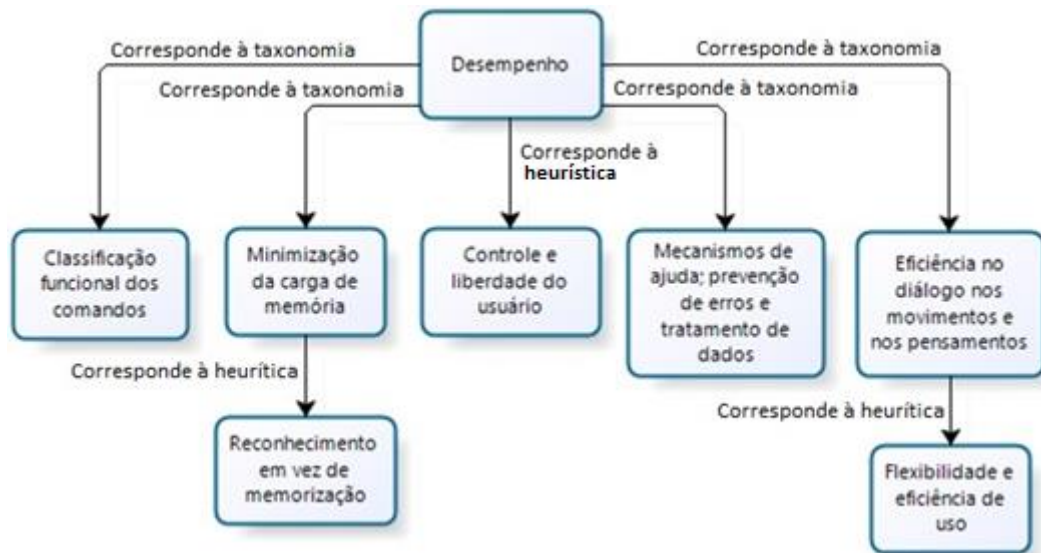 Desempenho
Corresponde à taxonomia
Corresponde à taxonomia
Corresponde à taxonomia
Corresponde à taxonomia
Corresponde à
heurística
Classificação
funcional dos
comandos
Minimização
da carga de
memória
Controle e
liberdade do
usuário
Mecanismos de
ajuda; prevenção
de erros e
tratamento de
dados
Eficiência no
diálogo nos
movimentos e
nos pensamentos
Corresponde à heurítica
Corresponde à heurítica
Reconhecimento
em vez de
memorização
Flexibilidade e
eficiência de
uso